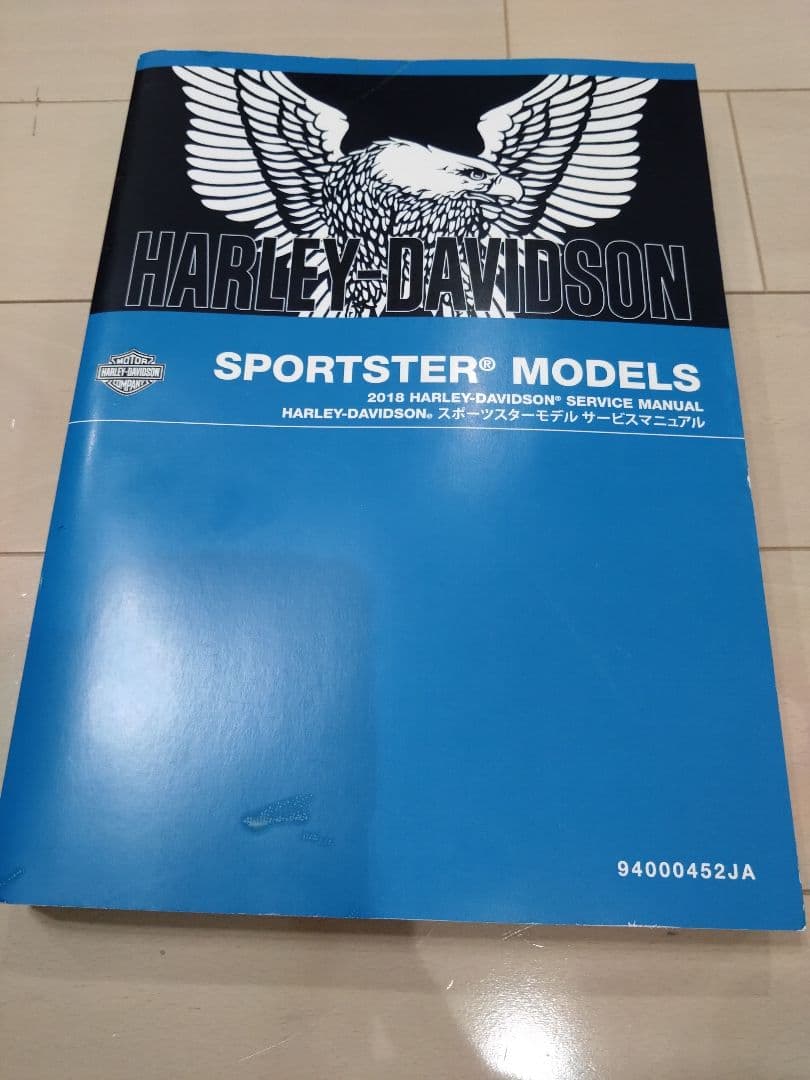 HARLEY-DAVIDSON
MOTOR
HARLEY-DAVIDSON
COMPANY
SPORTSTER® MODELS
2018 HARLEY-DAVIDSON® SERVICE MANUAL
HARLEY-DAVIDSON® スポーツスターモデル サービスマニュアル
94000452JA